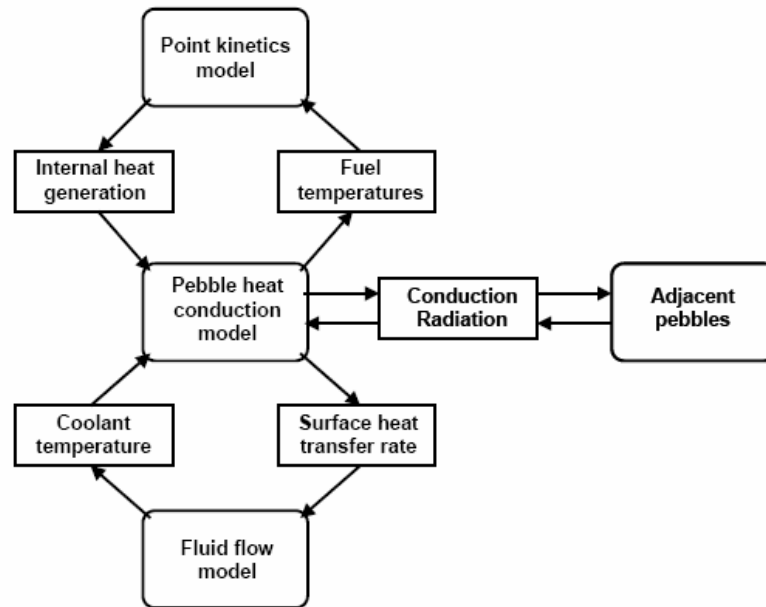 Point kinetics
model
Internal heat
generation
Fuel
temperatures
Pebble heat
conduction
model
Conduction
Radiation
Adjacent
pebbles
Coolant
temperature
Surface heat
transfer rate
Fluid flow
model